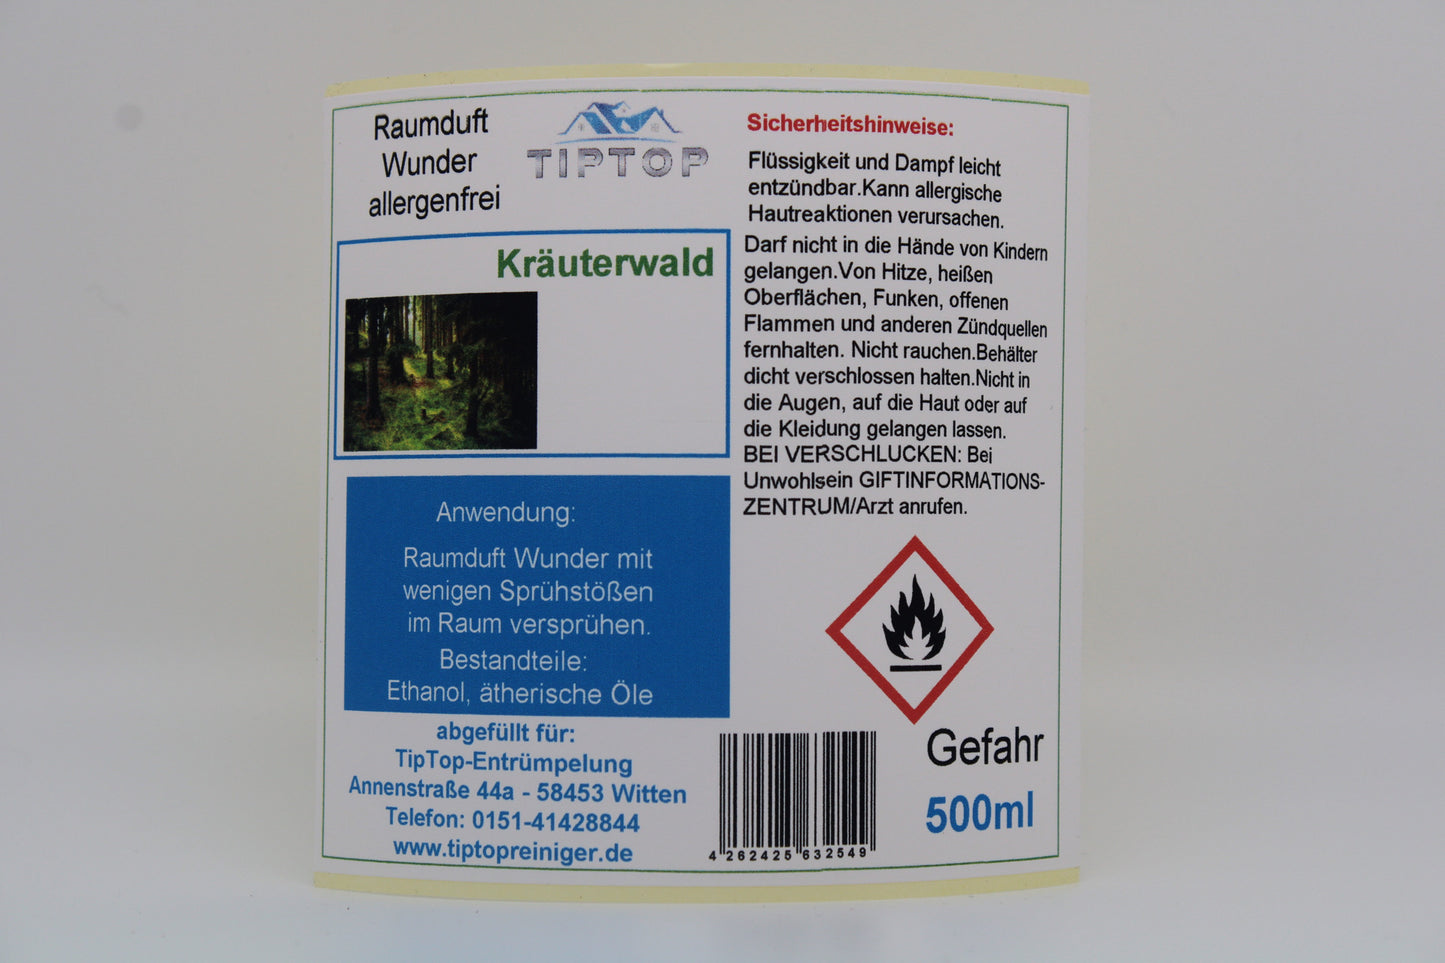 Raumduft
Wunder
allergenfrei
TIPTOP
Kräuterwald
Anwendung:
Raumduft Wunder mit
wenigen Sprühstößen
im Raum versprühen.
Bestandteile:
Ethanol, ätherische Öle
abgefüllt für:
TipTop-Entrümpelung
Annenstraße 44a - 58453 Witten
Telefon: 0151-41428844
www.tiptopreiniger.de
Sicherheitshinweise:
Flüssigkeit und Dampf leicht
entzündbar.Kann allergische
Hautreaktionen verursachen.
Darf nicht in die Hände von Kindern
gelangen.Von Hitze, heißen
Oberflächen, Funken, offenen
Flammen und anderen Zündquellen
fernhalten. Nicht rauchen.Behälter
dicht verschlossen halten.Nicht in
die Augen, auf die Haut oder auf
die Kleidung gelangen lassen.
BEI VERSCHLUCKEN: Bei
Unwohlsein GIFTINFORMATIONS-
ZENTRUM/Arzt anrufen.
Gefahr
500ml
4 262425 632549